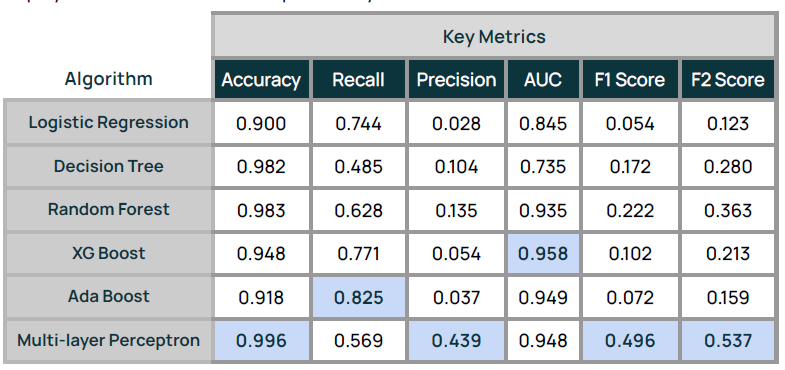 Key Metrics
Algorithm Accuracy Recall Precision AUC F1 Score F2 Score
Logistic Regression 0.900 0.744 0.028 0.845 0.054 0.123
Decision Tree 0.982 0.485 0.104 0.735 0.172 0.280
Random Forest 0.983 0.628 0.135 0.935 0.222 0.363
XG Boost 0.948 0.771 0.054 0.958 0.102 0.213
Ada Boost 0.918 0.825 0.037 0.949 0.072 0.159
Multi-layer Perceptron 0.996 0.569 0.439 0.948 0.496 0.537